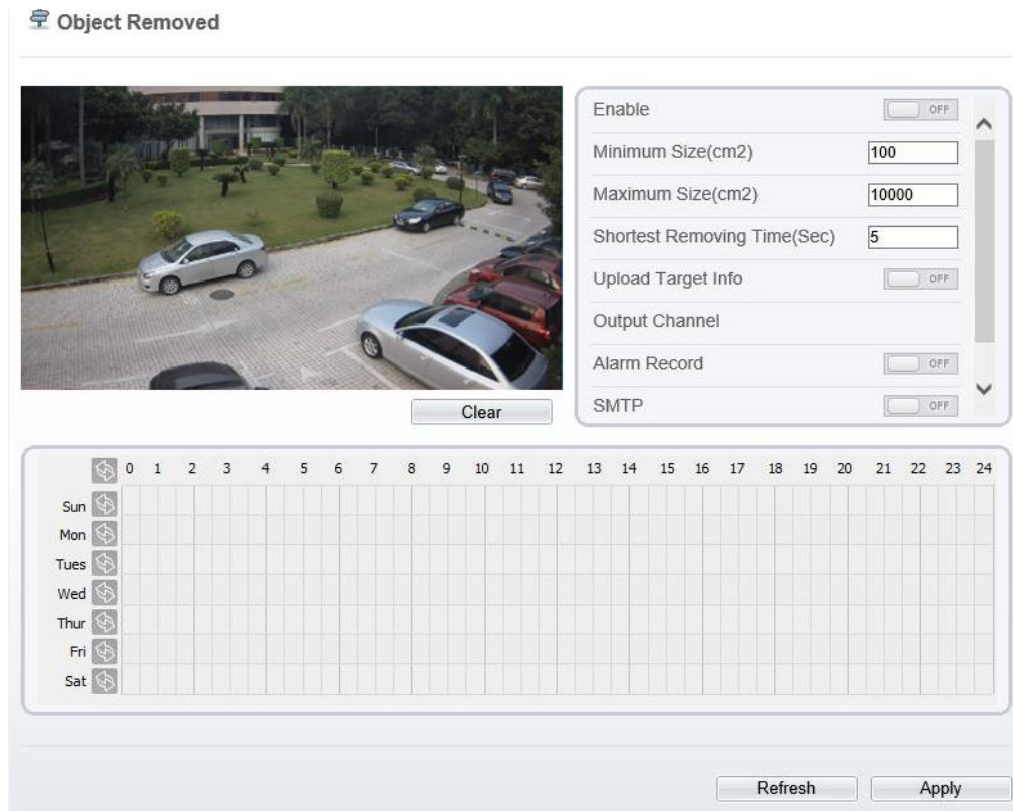 Object Removed
Enable OFF
Minimum Size(cm2) 100
Maximum Size(cm2) 10000
Shortest Removing Time(Sec) 5
Upload Target Info OFF
Output Channel
Alarm Record OFF
SMTP OFF
Clear
0 1 2 3 4 5 6 7 8 9 10 11 12 13 14 15 16 17 18 19 20 21 22 23 24
Sun
Mon
Tues
Wed
Thur
Fri
Sat
Refresh Apply